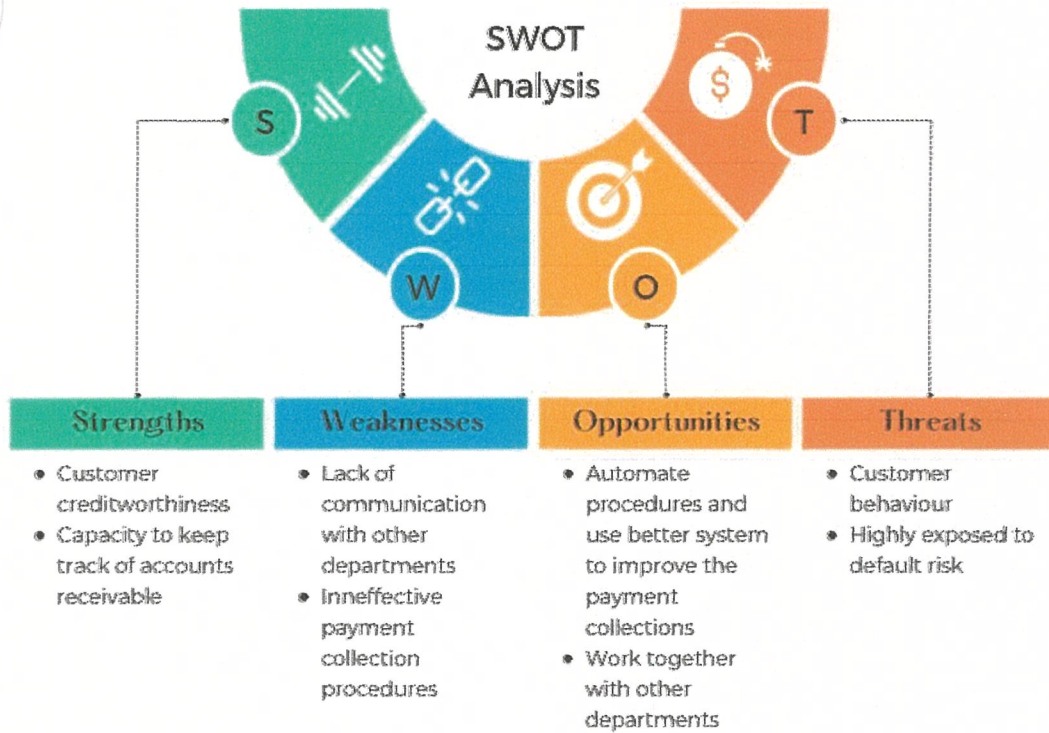 SWOT
Analysis
$
S
T
W
O
Strengths
Weaknesses
Opportunities
Threats
• Customer
creditworthiness
• Capacity to keep
track of accounts
receivable
• Lack of
communication
with other
departments
• Inneffective
payment
collection
procedures
• Automate
procedures and
use better system
to improve the
payment
collections
• Work together
with other
departments
• Customer
behaviour
• Highly exposed to
default risk